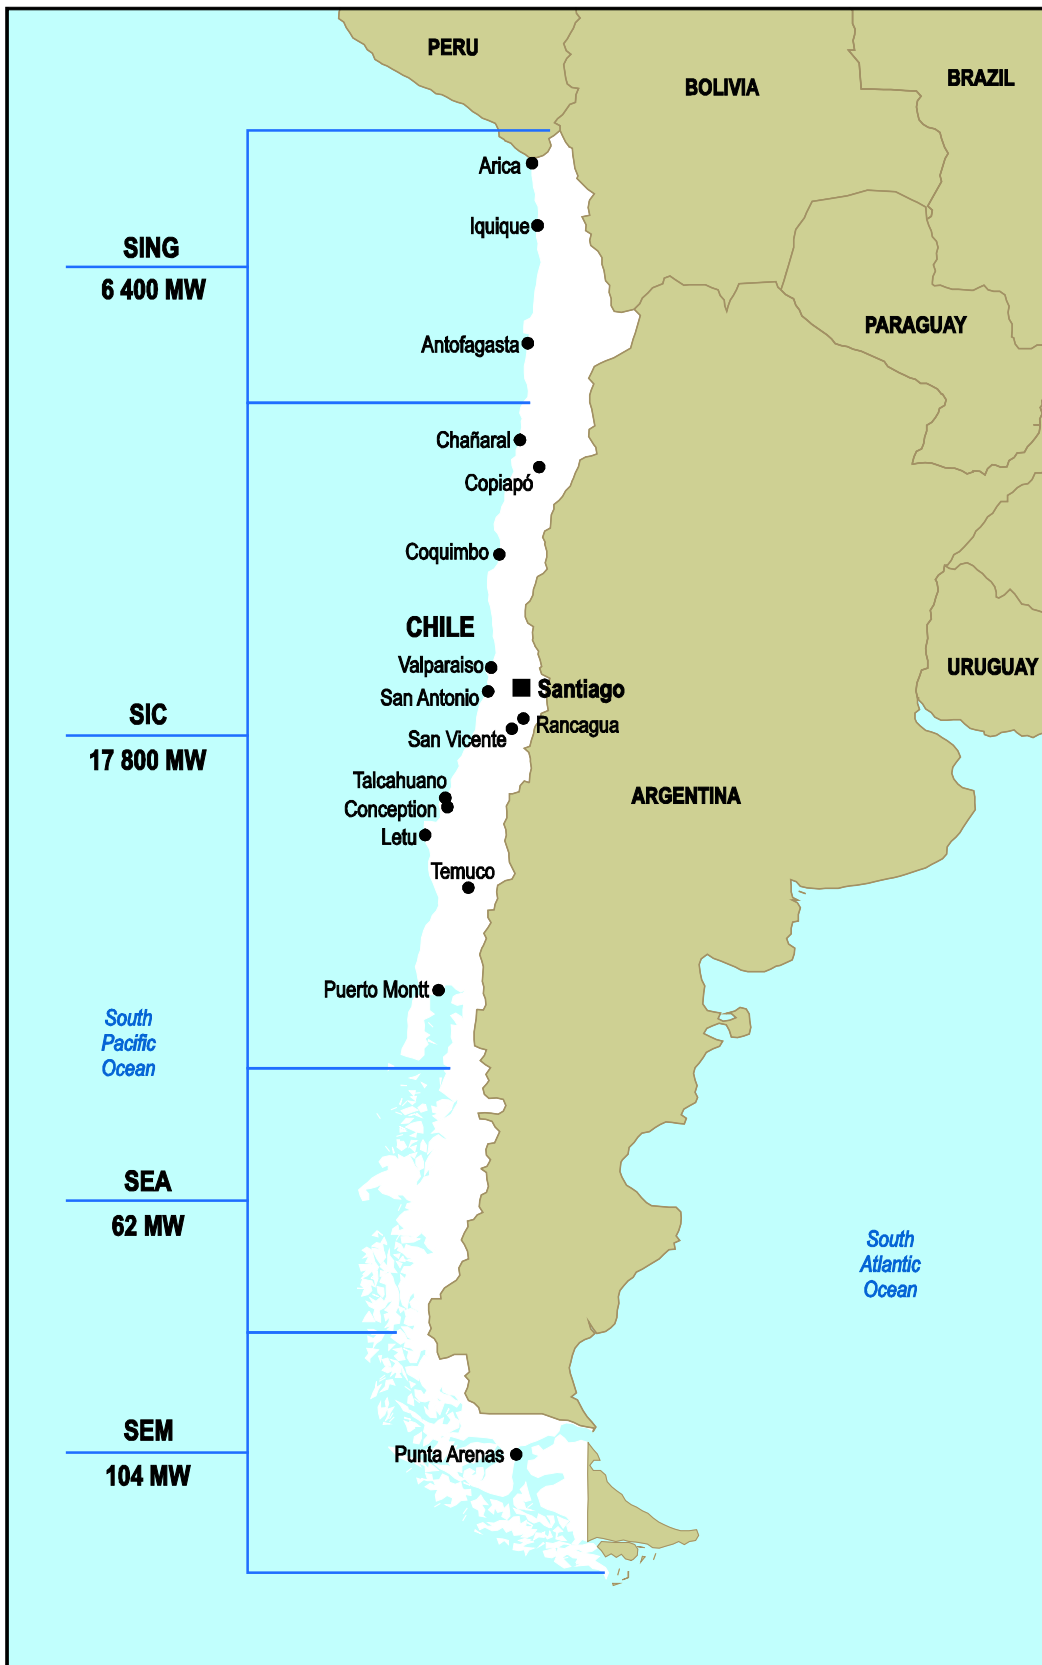 PERU
BOLIVIA
BRAZIL
Arica
Iquique
SING
6 400 MW
PARAGUAY
Antofagasta
Chañaral
Copiapó
Coquimbo
CHILE
Valparaiso
URUGUAY
Santiago
San Antonio
SIC
Rancagua
San Vicente
17 800 MW
Talcahuano
ARGENTINA
Conception
Letu
Temuco
Puerto Montt
South
Pacific
Ocean
SEA
62 MW
South
Atlantic
Ocean
SEM
Punta Arenas
104 MW